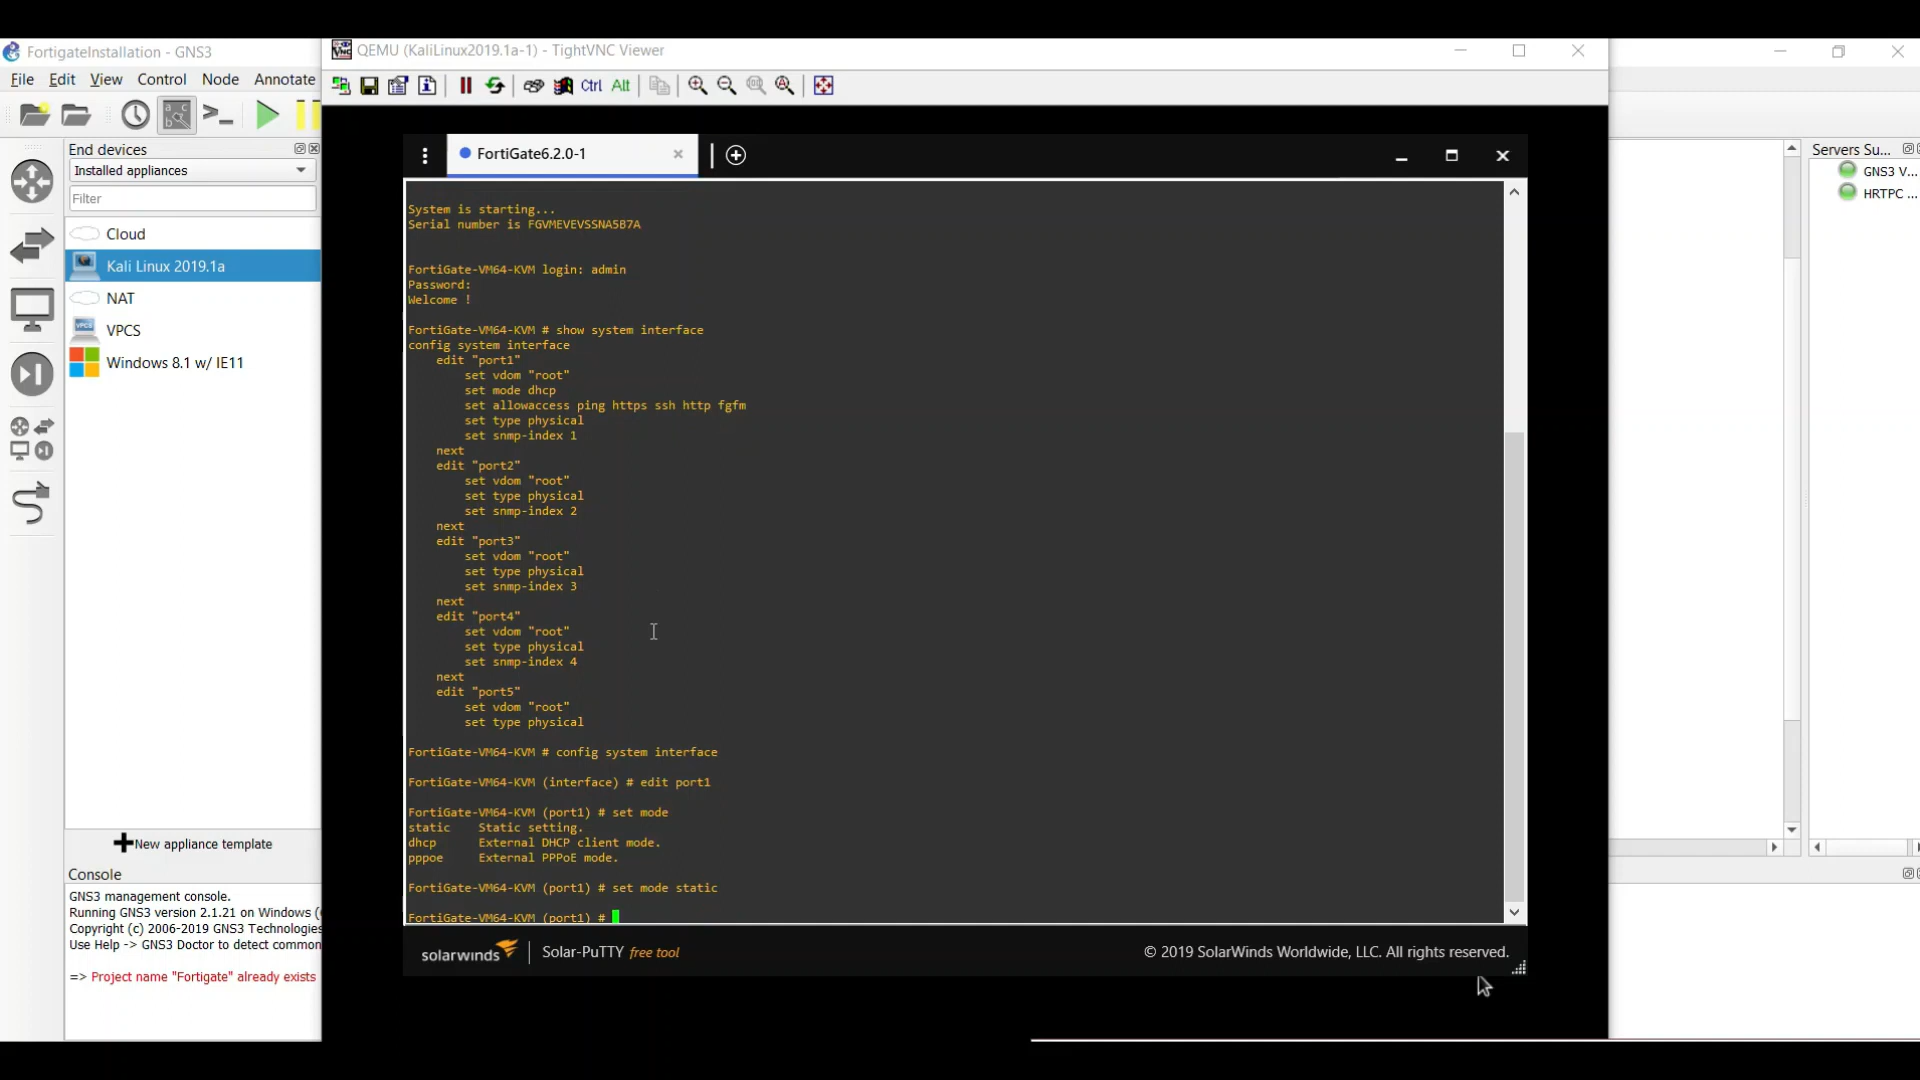 FortigateInstallation - GNS3
QEMU (KaliLinux2019.1a-1) - TightVNC Viewer
File Edit View Control Node Annotate
Ctrl Alt
End devices
Installed appliances
Filter
Cloud
Kali Linux 2019.1a
NAT
VPCS
Windows 8.1 w/ IE11
New appliance template
Console
GNS3 management console.
Running GNS3 version 2.1.21 on Windows (
Copyright (c) 2006-2019 GNS3 Technologies
Use Help -> GNS3 Doctor to detect common
=> Project name "Fortigate" already exists
FortiGate6.2.0-1
System is starting...
Serial number is FGVMEVEVSSNA5B7A
FortiGate-VM64-KVM login: admin
Password:
Welcome !
FortiGate-VM64-KVM # show system interface
config system interface
edit "port1"
set vdom "root"
set mode dhcp
set allowaccess ping https ssh http fgfm
set type physical
set snmp-index 1
next
edit "port2"
set vdom "root"
set type physical
set snmp-index 2
next
edit "port3"
set vdom "root"
set type physical
set snmp-index 3
next
edit "port4"
set vdom "root"
set type physical
set snmp-index 4
next
edit "port5"
set vdom "root"
set type physical
FortiGate-VM64-KVM # config system interface
FortiGate-VM64-KVM (interface) # edit port1
FortiGate-VM64-KVM (port1) # set mode
static Static setting.
dhcp External DHCP client mode.
pppoe External PPPoE mode.
FortiGate-VM64-KVM (port1) # set mode static
FortiGate-VM64-KVM (port1) #
solarwinds Solar-PuTTY free tool
© 2019 SolarWinds Worldwide, LLC. All rights reserved.
Servers Su...
GNS3 V...
HRTPC ...